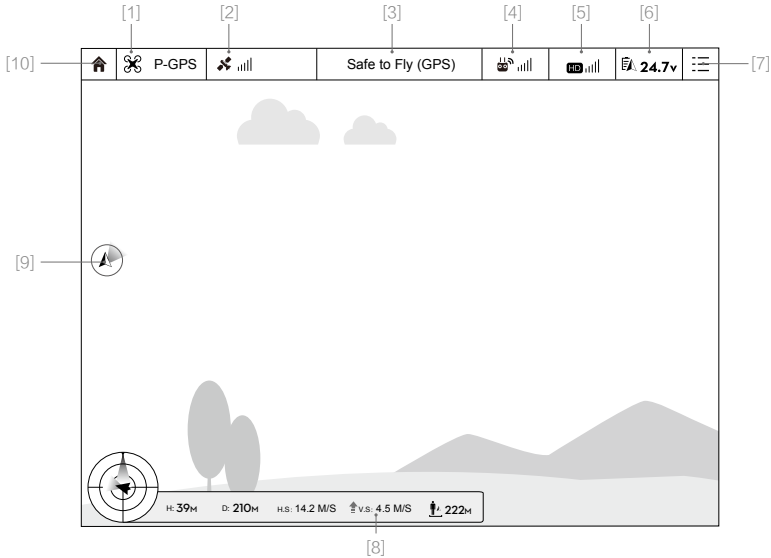 [1] [2] [3] [4] [5] [6]
[10] P-GPS Safe to Fly (GPS) HD 24.7V [7]
[9]
H: 39M D: 210M H.S: 14.2 M/S V.S: 4.5 M/S 222M
[8]